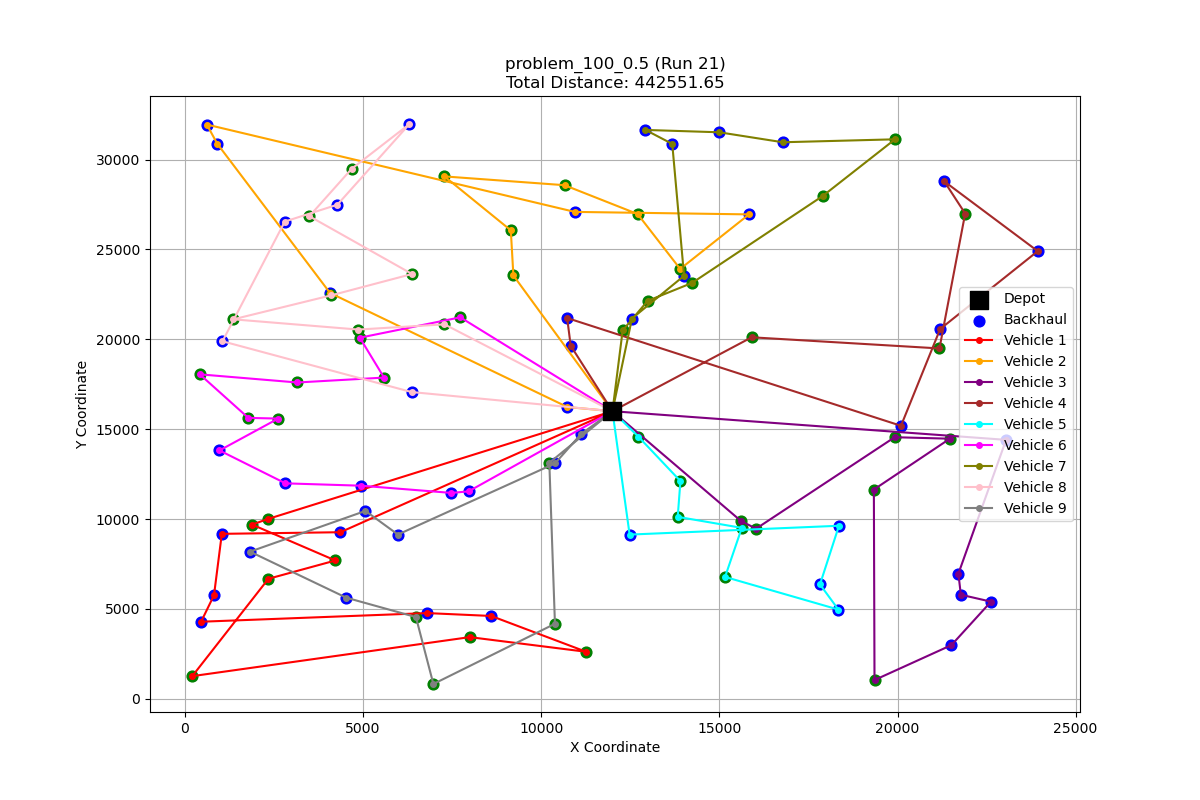 problem_100_0.5 (Run 21)
Total Distance: 442551.65
Y Coordinate
30000
25000
20000
15000
10000
5000
0
Depot
Backhaul
Vehicle 1
Vehicle 2
Vehicle 3
Vehicle 4
Vehicle 5
Vehicle 6
Vehicle 7
Vehicle 8
Vehicle 9
0 5000 10000 15000 20000 25000
X Coordinate